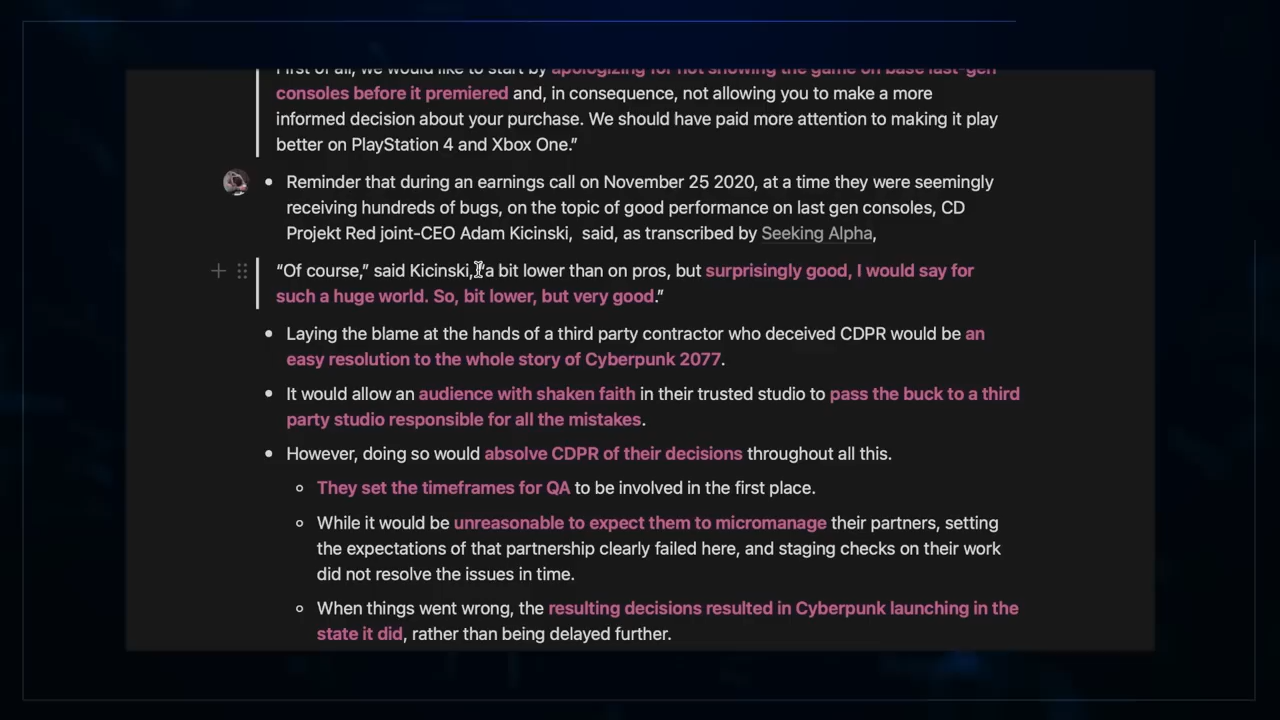 First of all, we would like to start by apologizing for not showing the game on base last-gen
consoles before it premiered and, in consequence, not allowing you to make a more
informed decision about your purchase. We should have paid more attention to making it play
better on PlayStation 4 and Xbox One.”
Reminder that during an earnings call on November 25 2020, at a time they were seemingly
receiving hundreds of bugs, on the topic of good performance on last gen consoles, CD
Projekt Red joint-CEO Adam Kicinski,  said, as transcribed by Seeking Alpha,
“Of course,” said Kicinski, “a bit lower than on pros, but surprisingly good, I would say for
such a huge world. So, bit lower, but very good.”
Laying the blame at the hands of a third party contractor who deceived CDPR would be an
easy resolution to the whole story of Cyberpunk 2077.
It would allow an audience with shaken faith in their trusted studio to pass the buck to a third
party studio responsible for all the mistakes.
However, doing so would absolve CDPR of their decisions throughout all this.
They set the timeframes for QA to be involved in the first place.
While it would be unreasonable to expect them to micromanage their partners, setting
the expectations of that partnership clearly failed here, and staging checks on their work
did not resolve the issues in time.
When things went wrong, the resulting decisions resulted in Cyberpunk launching in the
state it did, rather than being delayed further.